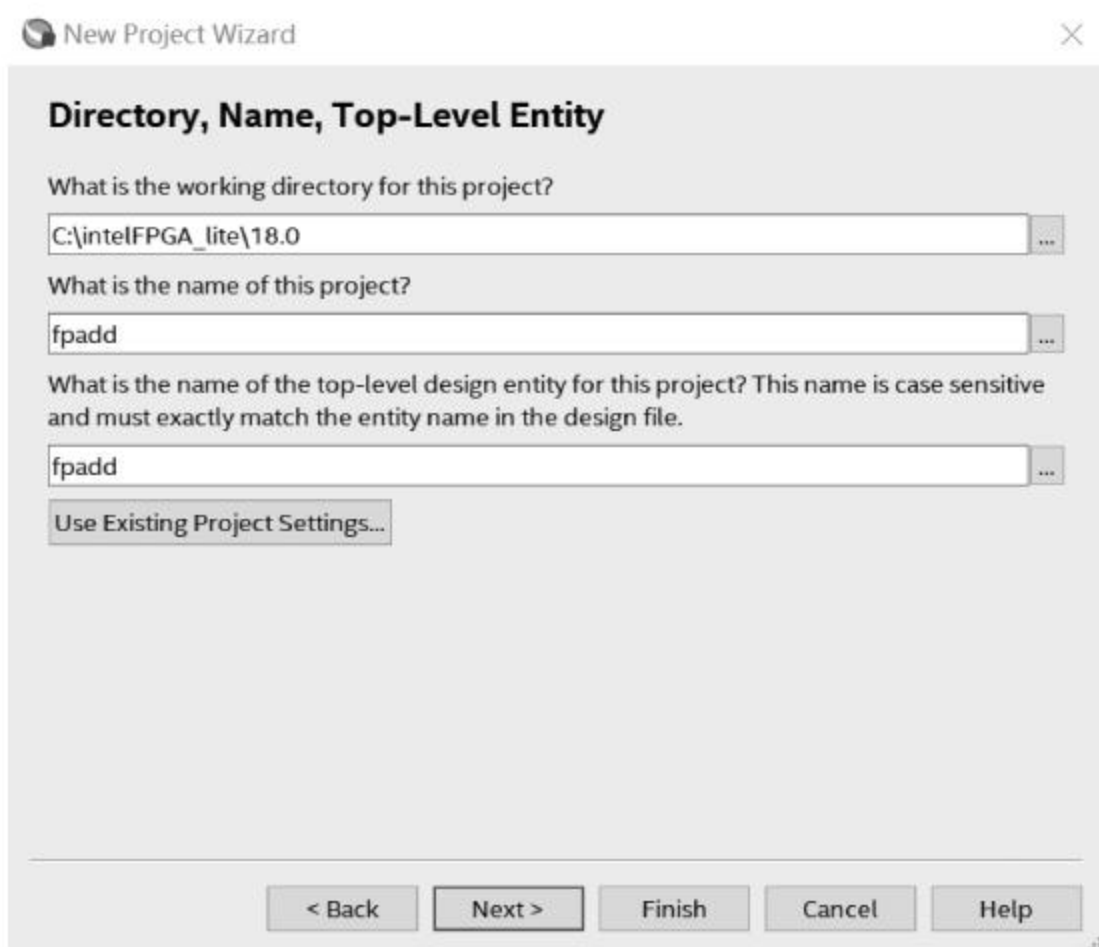 New Project Wizard
Directory, Name, Top-Level Entity
What is the working directory for this project?
C:\intelFPGA_lite\18.0
...
What is the name of this project?
fpadd
...
What is the name of the top-level design entity for this project? This name is case sensitive
and must exactly match the entity name in the design file.
fpadd
...
Use Existing Project Settings...
< Back
Next >
Finish
Cancel
Help